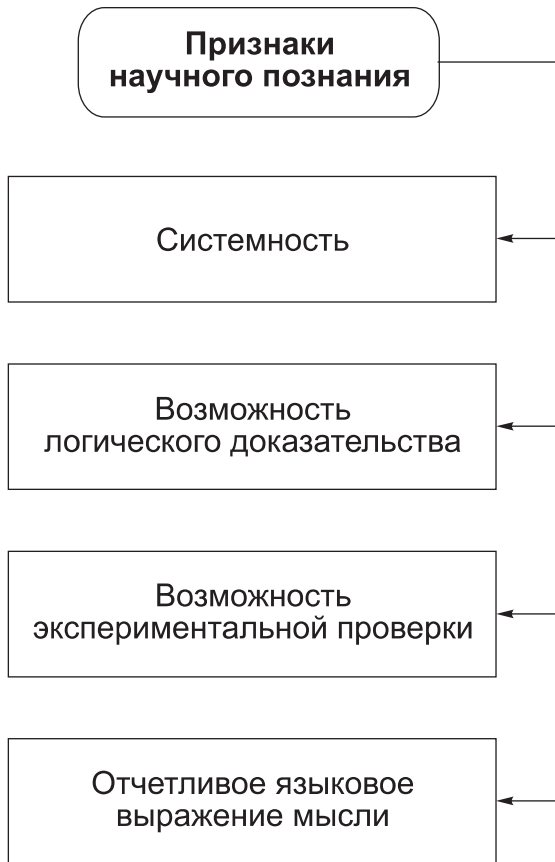 Признаки
научного познания
Системность
Возможность
логического доказательства
Возможность
экспериментальной проверки
Отчетливое языковое
выражение мысли